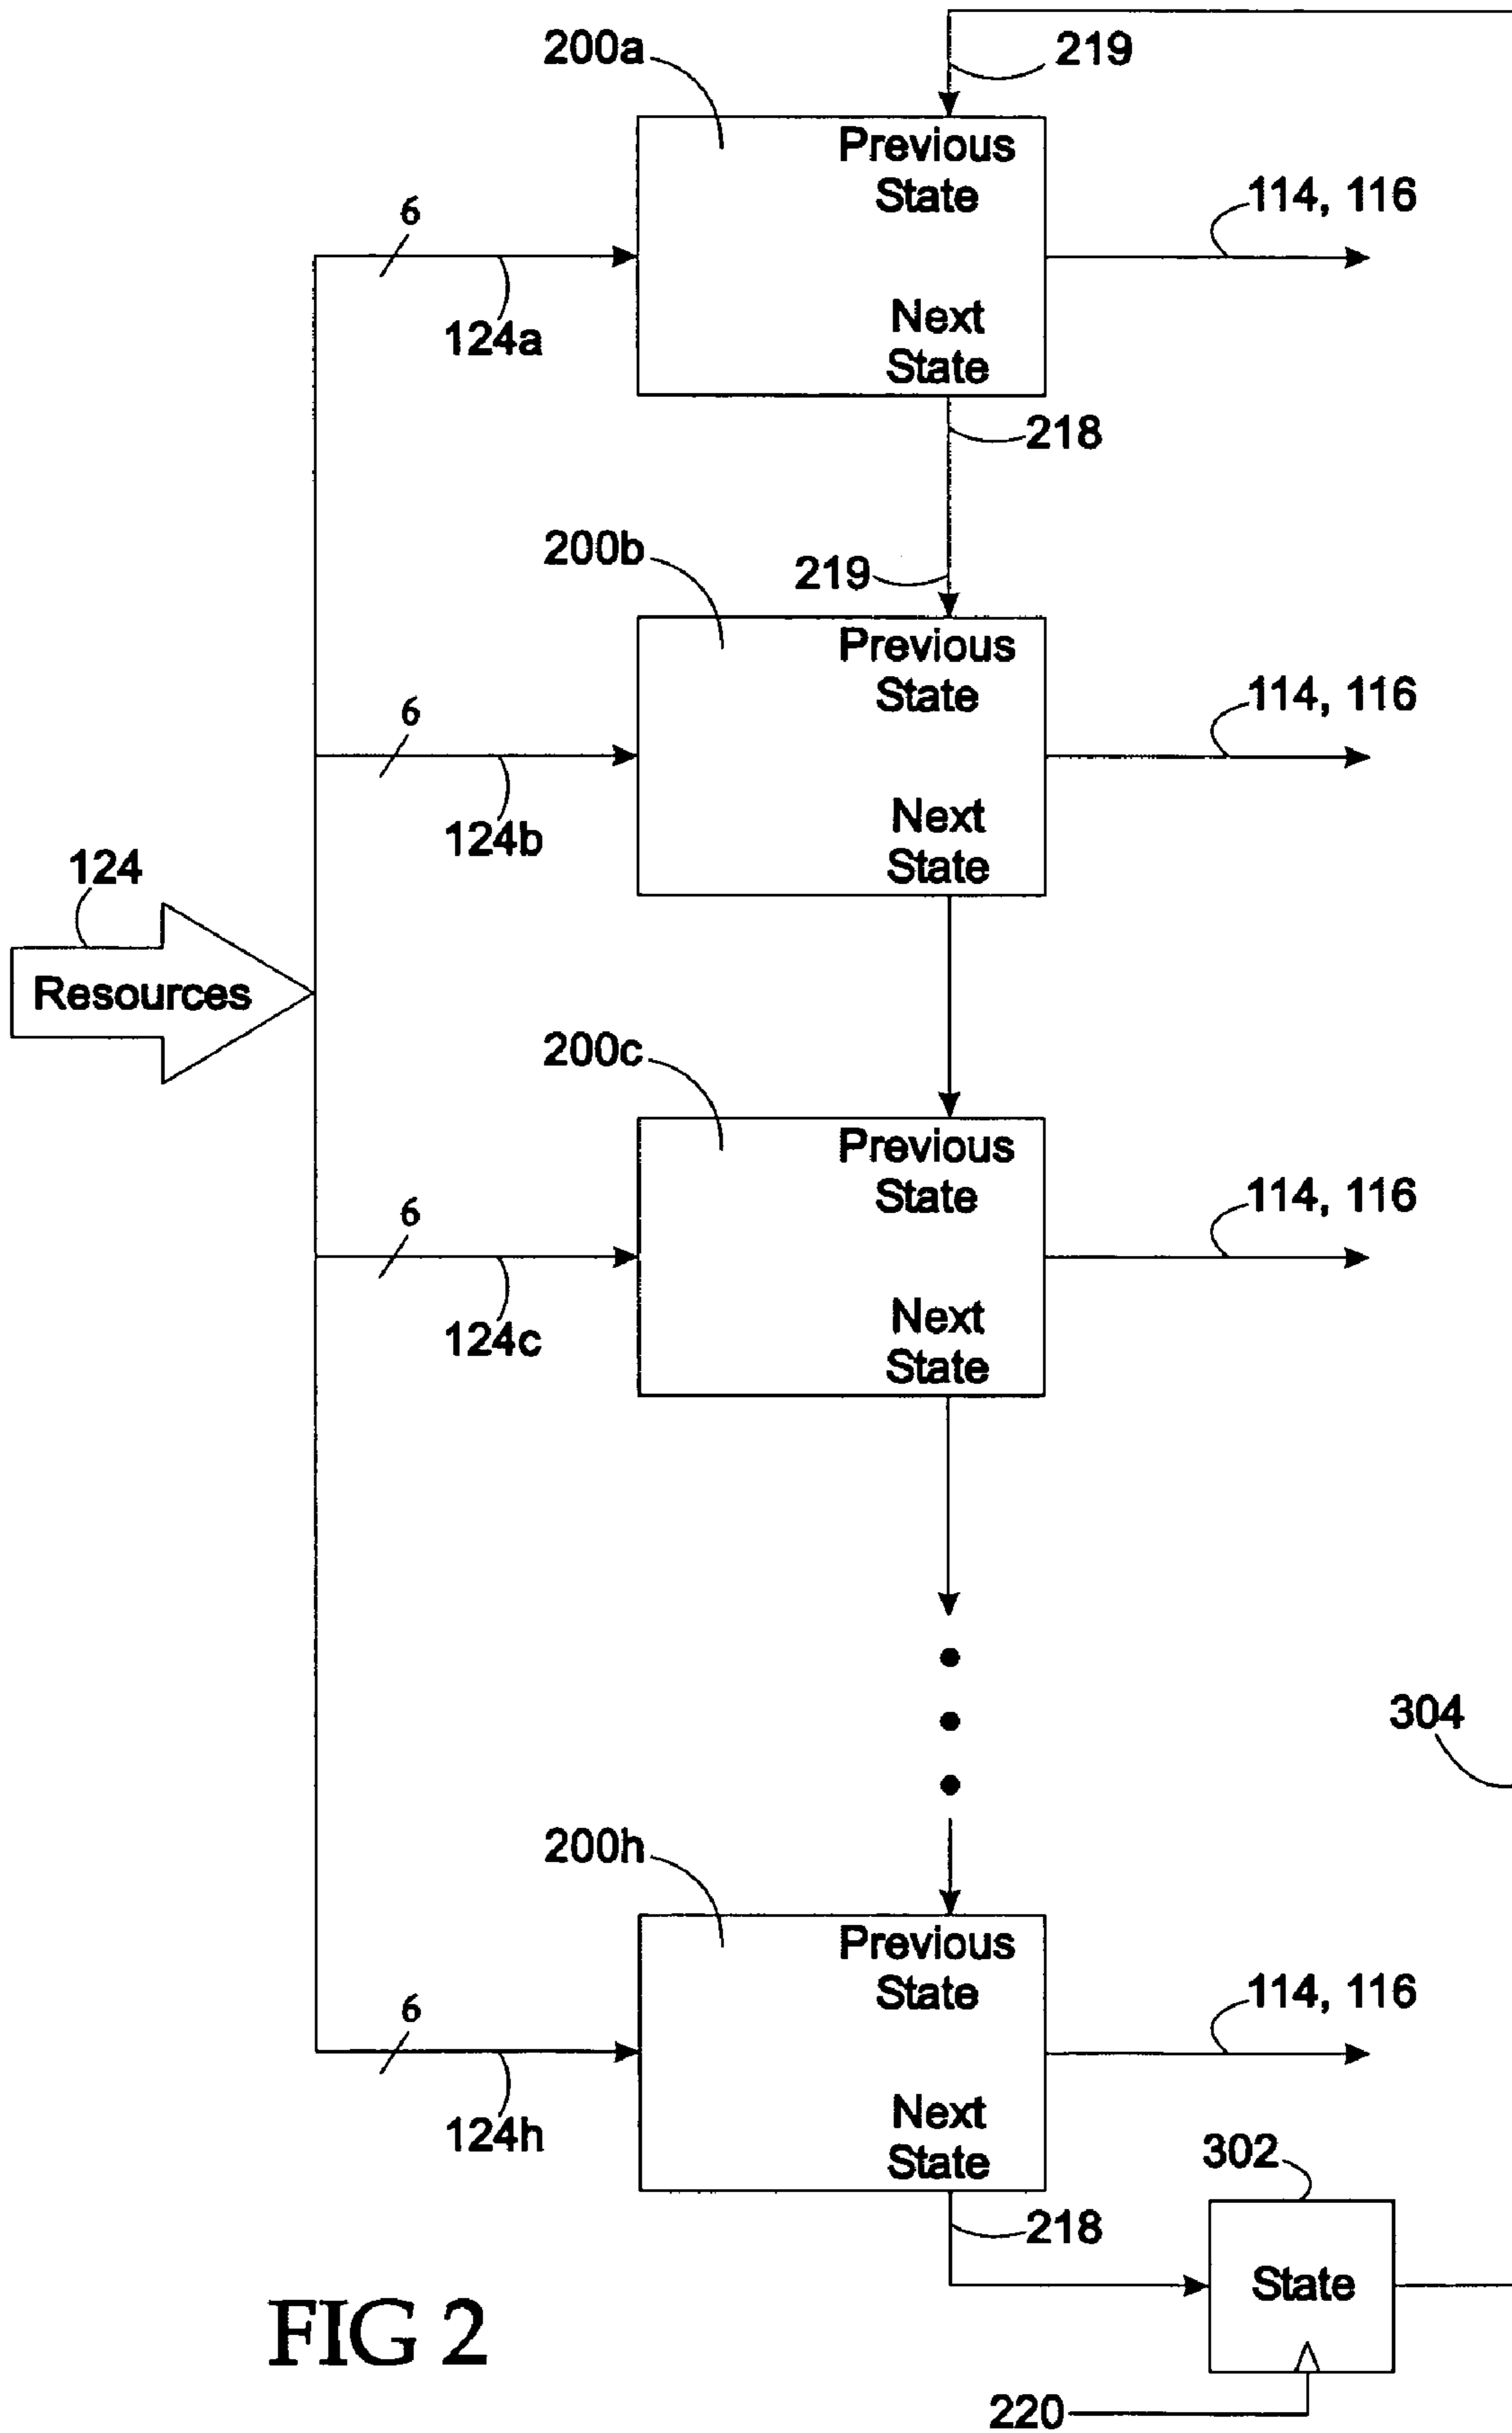 200a
219
Previous
State
6
114, 116
124a
Next
State
218
200b
219
Previous
State
6
114, 116
124b
Next
State
124
Resources
200c
Previous
State
6
114, 116
124c
Next
State
304
200h
Previous
State
6
114, 116
124h
Next
State
302
218
State
FIG 2
220